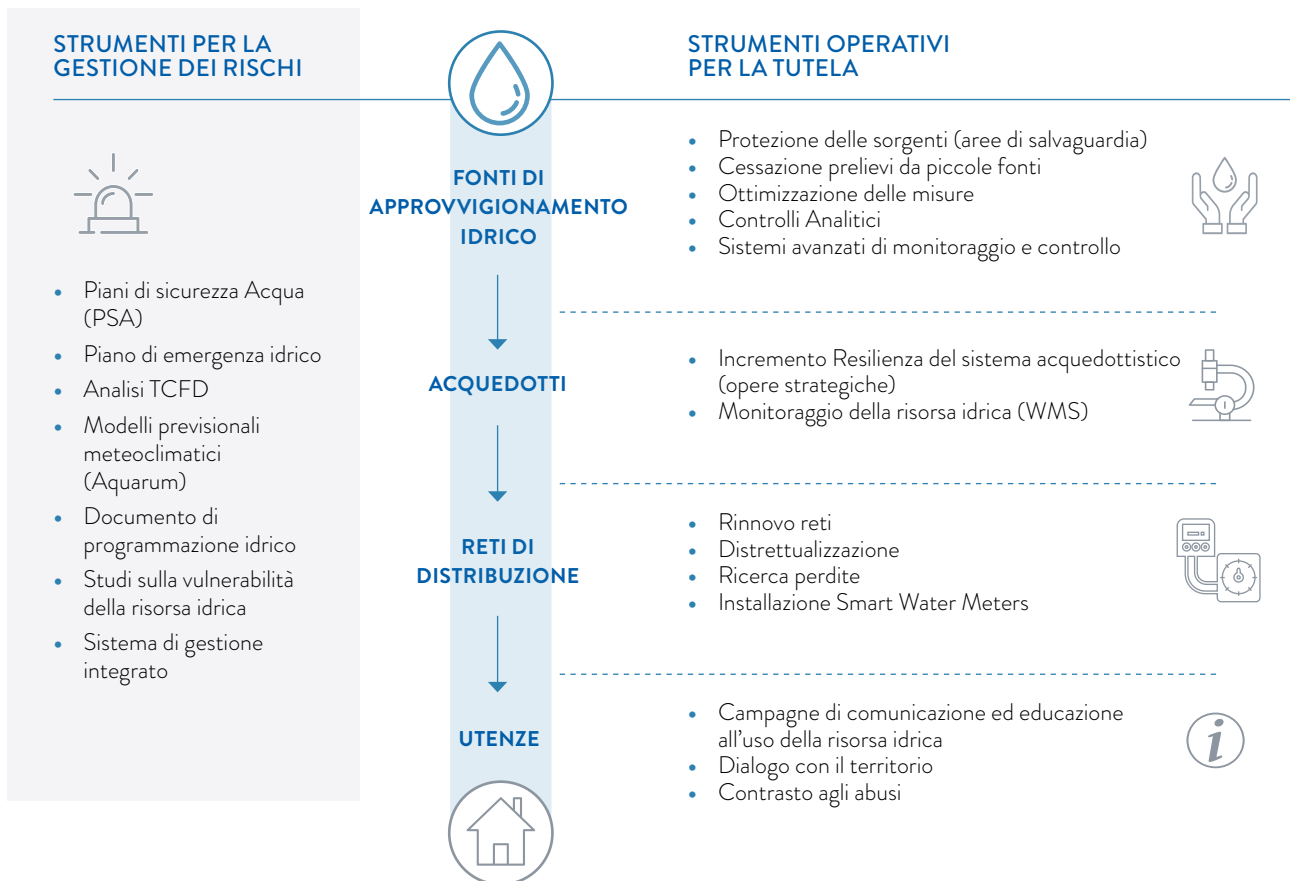 STRUMENTI PER LA
GESTIONE DEI RISCHI
Piani di sicurezza Acqua
(PSA)
Piano di emergenza idrico
Analisi TCFD
Modelli previsionali
meteoclimatici
(Aquarum)
Documento di
programmazione idrico
Studi sulla vulnerabilità
della risorsa idrica
Sistema di gestione
integrato
FONTI DI
APPROVVIGIONAMENTO
IDRICO
ACQUEDOTTI
RETI DI
DISTRIBUZIONE
UTENZE
STRUMENTI OPERATIVI
PER LA TUTELA
Protezione delle sorgenti (aree di salvaguardia)
Cessazione prelievi da piccole fonti
Ottimizzazione delle misure
Controlli Analitici
Sistemi avanzati di monitoraggio e controllo
Incremento Resilienza del sistema acquedottistico
(opere strategiche)
Monitoraggio della risorsa idrica (WMS)
Rinnovo reti
Distrettualizzazione
Ricerca perdite
Installazione Smart Water Meters
Campagne di comunicazione ed educazione
all'uso della risorsa idrica
Dialogo con il territorio
Contrasto agli abusi
i